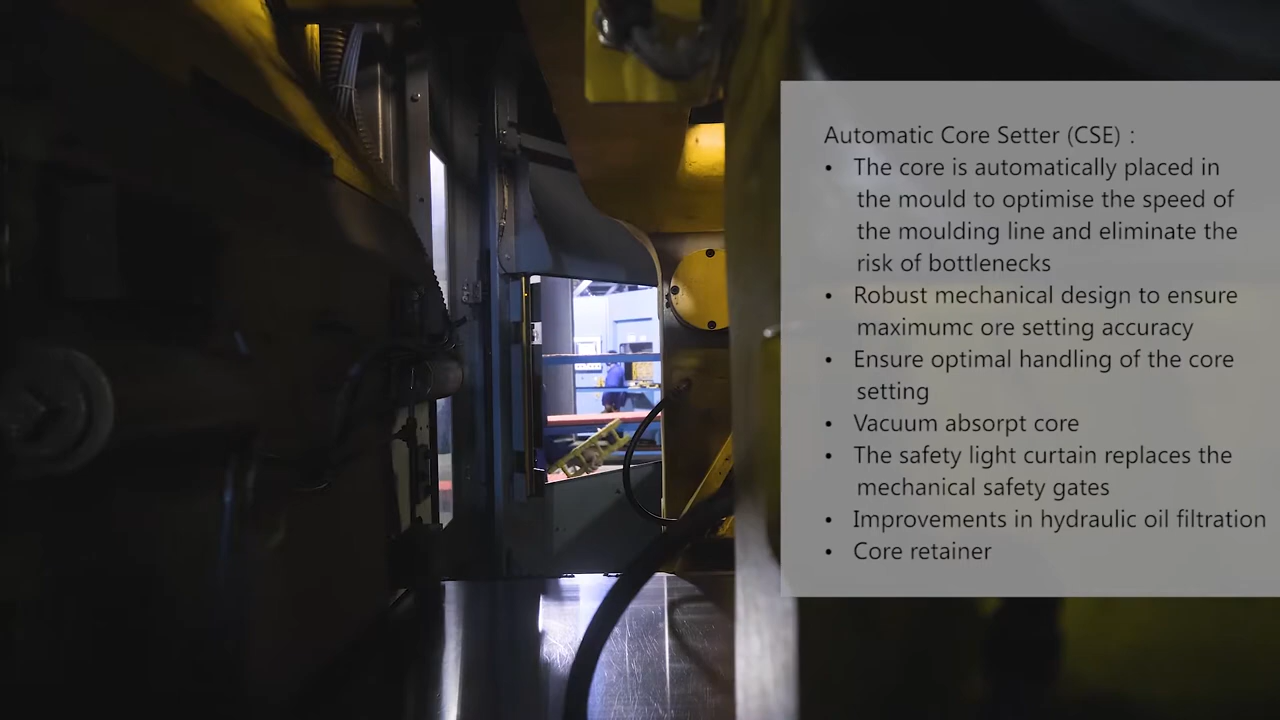 Automatic Core Setter (CSE) :
• The core is automatically placed in
the mould to optimise the speed of
the moulding line and eliminate the
risk of bottlenecks
• Robust mechanical design to ensure
maximumc ore setting accuracy
• Ensure optimal handling of the core
setting
• Vacuum absorpt core
• The safety light curtain replaces the
mechanical safety gates
• Improvements in hydraulic oil filtration
• Core retainer